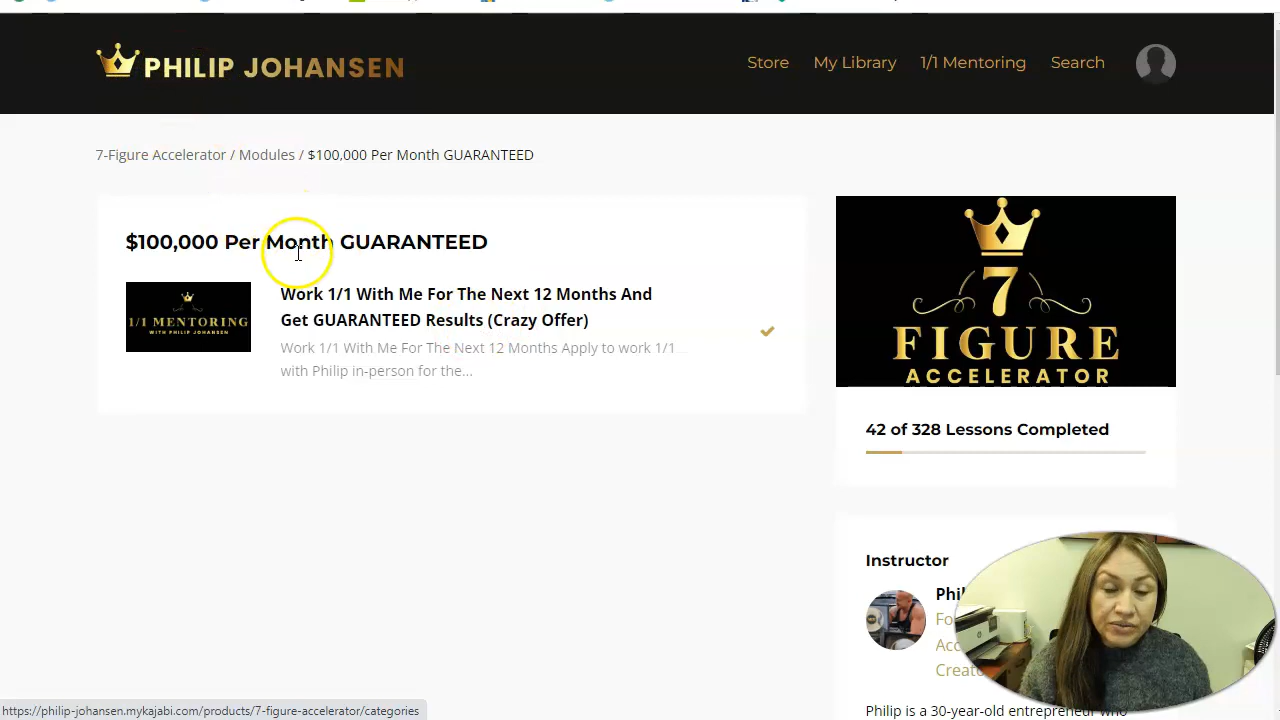 PHILIP JOHANSEN
Store
My Library
1/1 Mentoring
Search
7-Figure Accelerator / Modules / $100,000 Per Month GUARANTEED
$100,000 Per Month GUARANTEED
1/1 MENTORING
WITH PHILIP JOHANSEN
Work 1/1 With Me For The Next 12 Months And
Get GUARANTEED Results (Crazy Offer)
Work 1/1 With Me For The Next 12 Months Apply to work 1/1
with Philip in-person for the...
7
FIGURE
ACCELERATOR
42 of 328 Lessons Completed
Instructor
Philip is a 30-year-old entrepreneur who
https://philip-johansen.mykajabi.com/products/7-figure-accelerator/categories